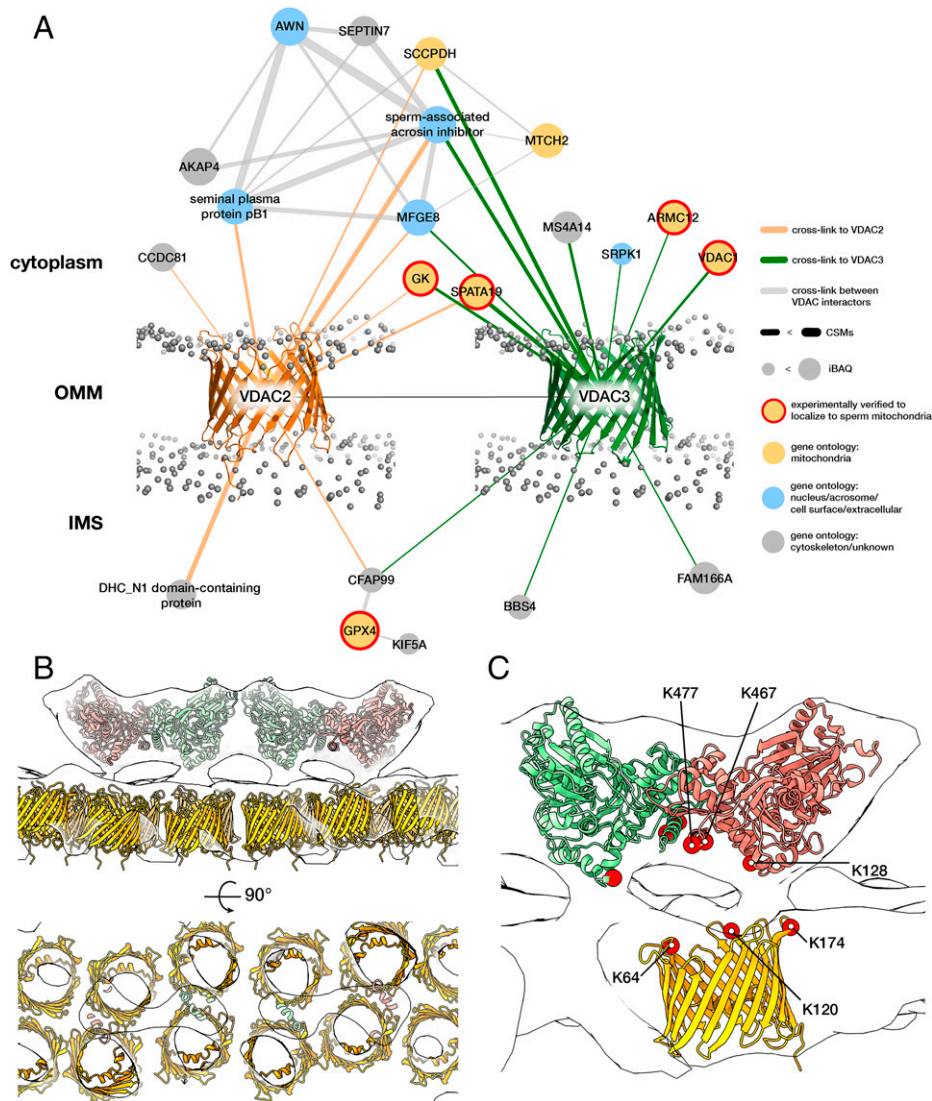 A
AWN
SEPTIN7
SCCPDH
sperm-associated
acrosin inhibitor
MTCH2
AKAP4
seminal plasma
protein pB1
MFGE8
MS4A14
ARMC12
SRPK1
VDAC1
cytoplasm
CCDC81
GK
SPATA19
OMM
VDAC2
VDAC3
IMS
DHC_N1 domain-containing
protein
CFAP99
GPX4
KIF5A
BBS4
FAM166A
cross-link to VDAC2
cross-link to VDAC3
cross-link between
VDAC interactors
< CSMs
< iBAQ
experimentally verified to
localize to sperm mitochondria
gene ontology:
mitochondria
gene ontology:
nucleus/acrosome/
cell surface/extracellular
gene ontology:
cytoskeleton/unknown
B
90°
C
K477
K467
K128
K174
K64
K120